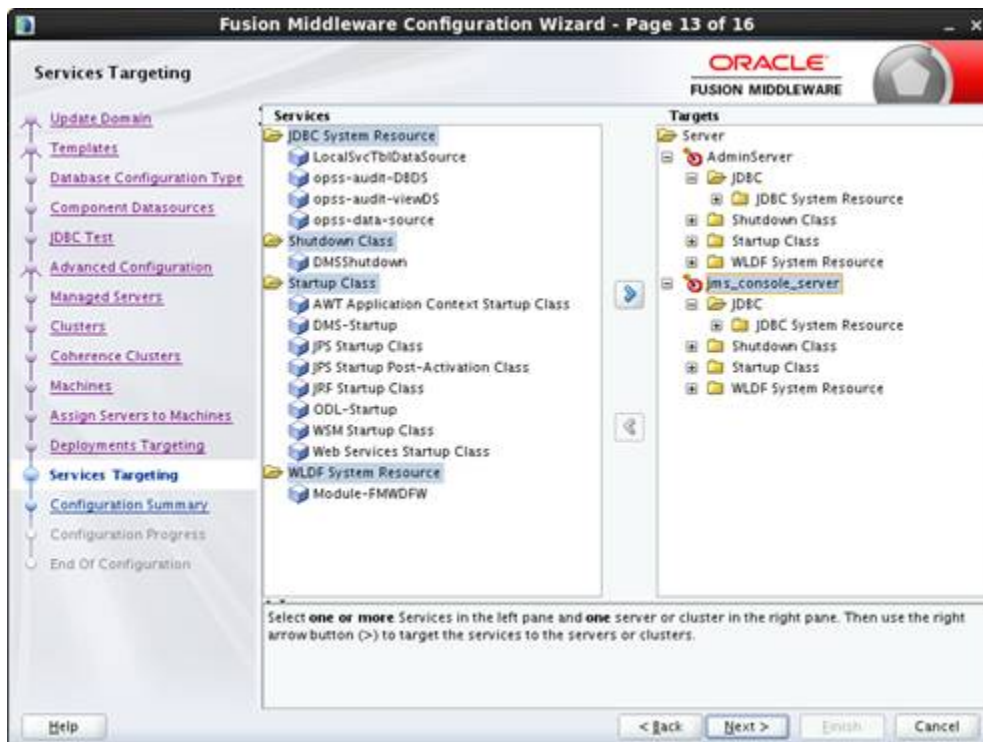 Fusion Middleware Configuration Wizard - Page 13 of 16
Services Targeting
ORACLE
FUSION MIDDLEWARE
Update Domain
Templates
Database Configuration Type
Component Datasources
JDBC Test
Advanced Configuration
Managed Servers
Clusters
Coherence Clusters
Machines
Assign Servers to Machines
Deployments Targeting
Services Targeting
Configuration Summary
Configuration Progress
End Of Configuration
Services
JDBC System Resource
LocalSvcTblDataSource
opss-audit-DBDS
opss-audit-viewDS
opss-data-source
Shutdown Class
DMSShutdown
Startup Class
AWT Application Context Startup Class
DMS-Startup
JPS Startup Class
JPS Startup Post-Activation Class
JRF Startup Class
ODL-Startup
WSM Startup Class
Web Services Startup Class
WLDF System Resource
Module-FMWDFW
Targets
Server
AdminServer
JDBC
JDBC System Resource
Shutdown Class
Startup Class
WLDF System Resource
jms_console_server
JDBC
JDBC System Resource
Shutdown Class
Startup Class
WLDF System Resource
Select one or more Services in the left pane and one server or cluster in the right pane. Then use the right
arrow button (>) to target the services to the servers or clusters.
Help
< Back
Next >
Finish
Cancel